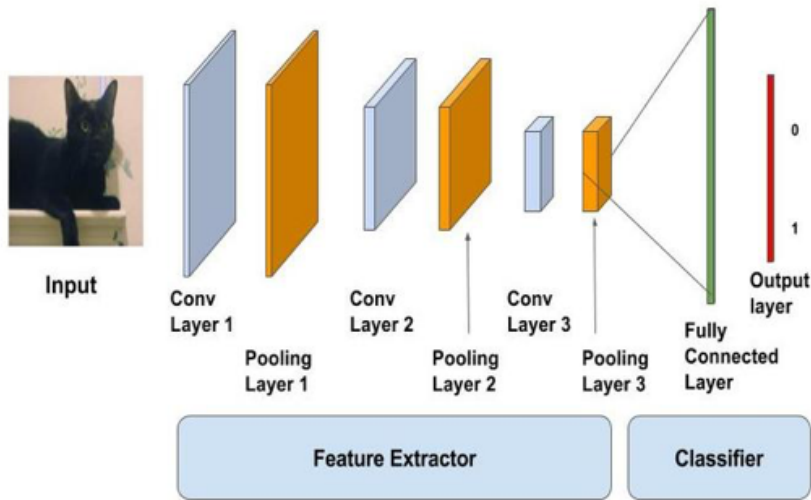 Input
Conv
Layer 1
Pooling
Layer 1
Conv
Layer 2
Pooling
Layer 2
Conv
Layer 3
Pooling
Layer 3
Fully
Connected
Layer
0
1
Output
layer
Feature Extractor
Classifier